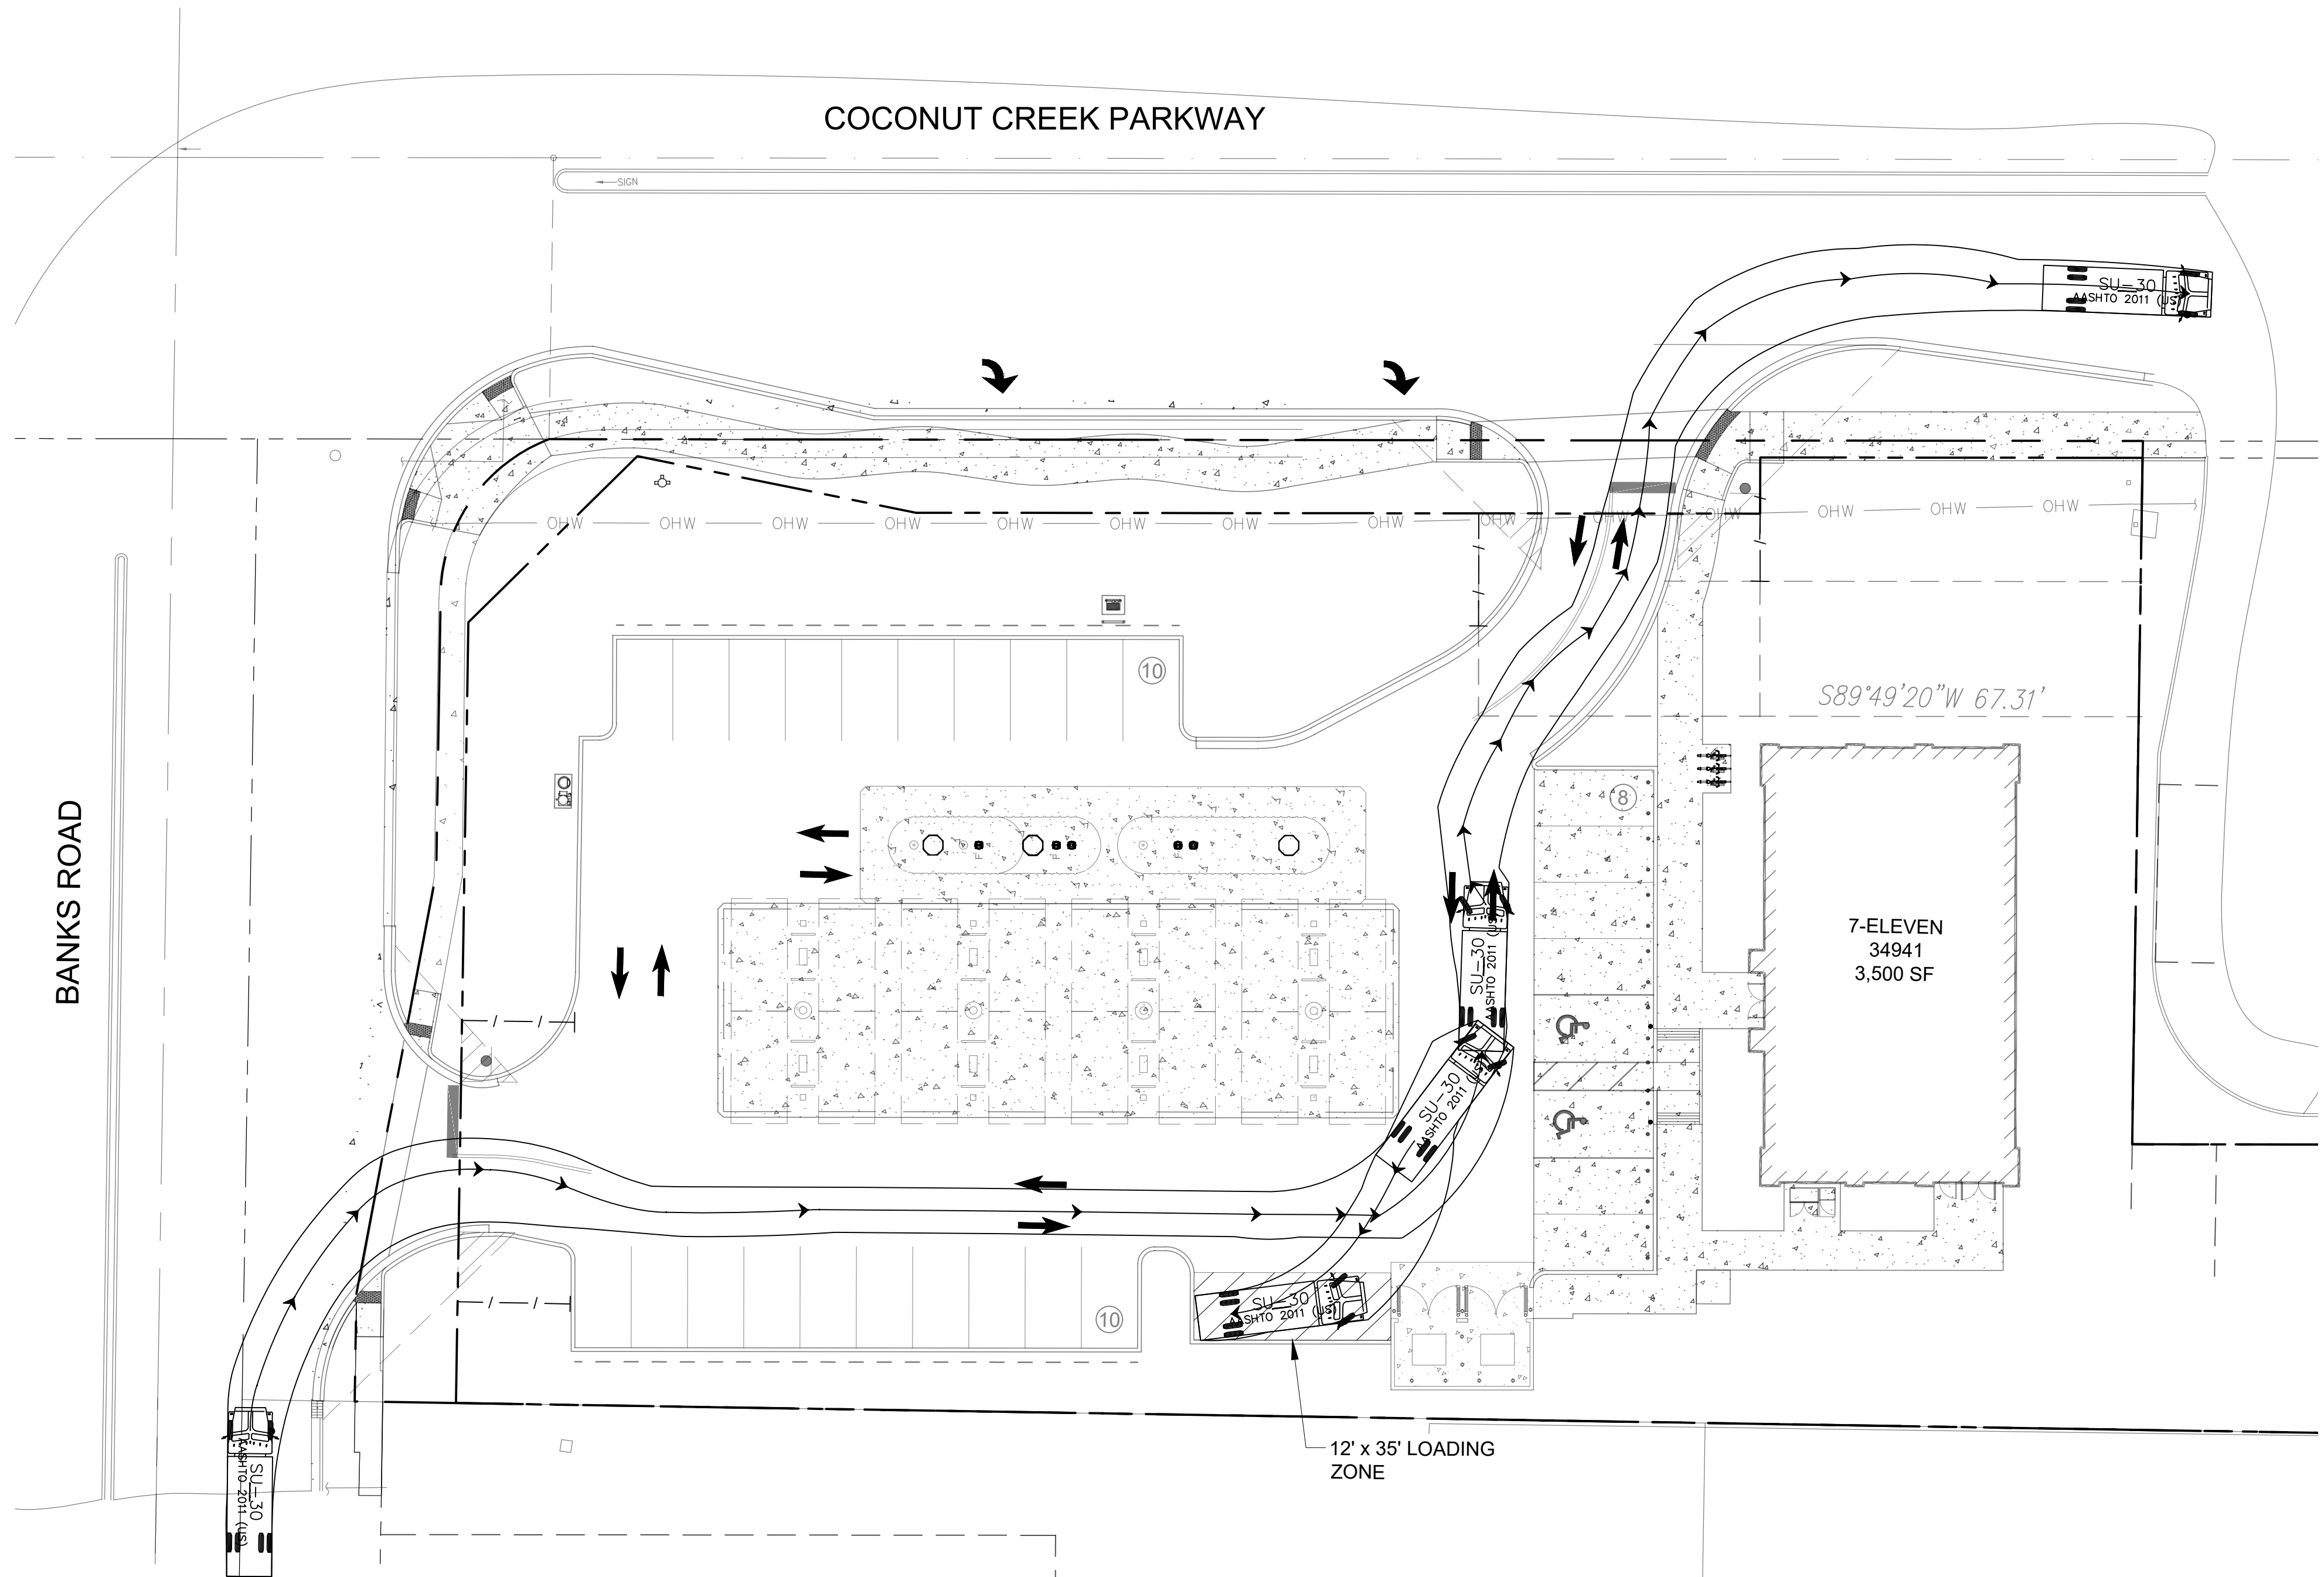 COCONUT CREEK PARKWAY
SIGN
SU-30
AASHTO 2011 (US)
OHW OHW OHW OHW OHW OHW OHW OHW OHW OHW OHW OHW OHW OHW
10
S89°49'20"W 67.31'
8
BANKS ROAD
7-ELEVEN
34941
3,500 SF
SU-30
AASHTO 2011 (US)
SU-30
AASHTO 2011 (US)
SU-30
AASHTO 2011 (US)
10
12' x 35' LOADING
ZONE
SU-30
AASHTO 2011 (US)